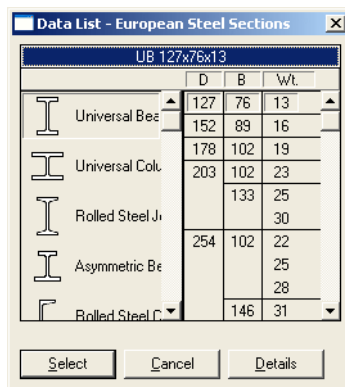 Data List - European Steel Sections
UB 127x76x13
D B Wt.
127 76 13
152 89 16
178 102 19
203 102 23
133 25
30
254 102 22
25
28
146 31
Universal Bea
Universal Colu
Rolled Steel J
Asymmetric Be
Rolled Steel C
Select Cancel Details